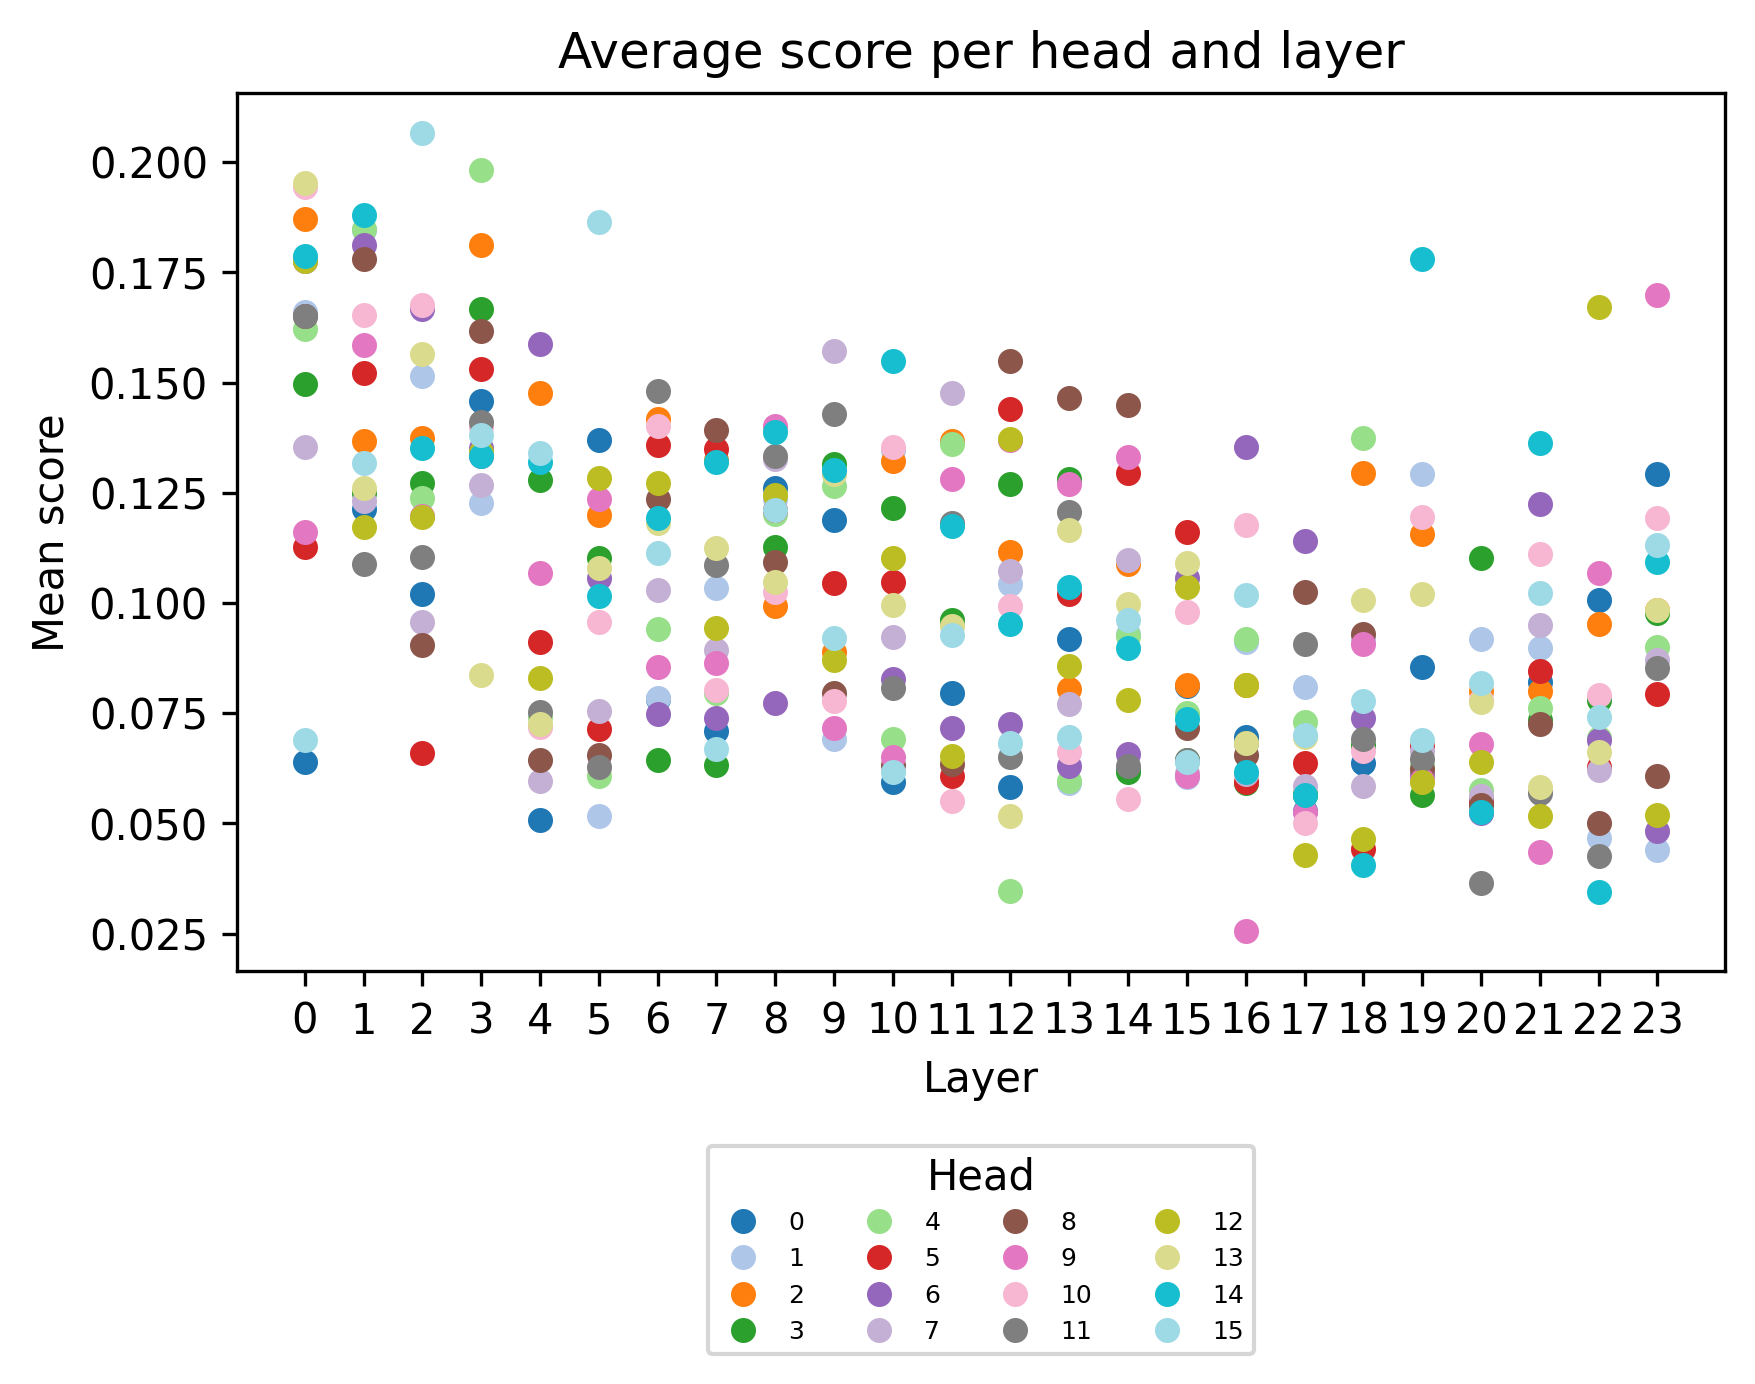 Average score per head and layer
Mean score
0.200
0.175
0.150
0.125
0.100
0.075
0.050
0.025
0 1 2 3 4 5 6 7 8 9 10 11 12 13 14 15 16 17 18 19 20 21 22 23
Layer
Head
0 4 8 12
1 5 9 13
2 6 10 14
3 7 11 15